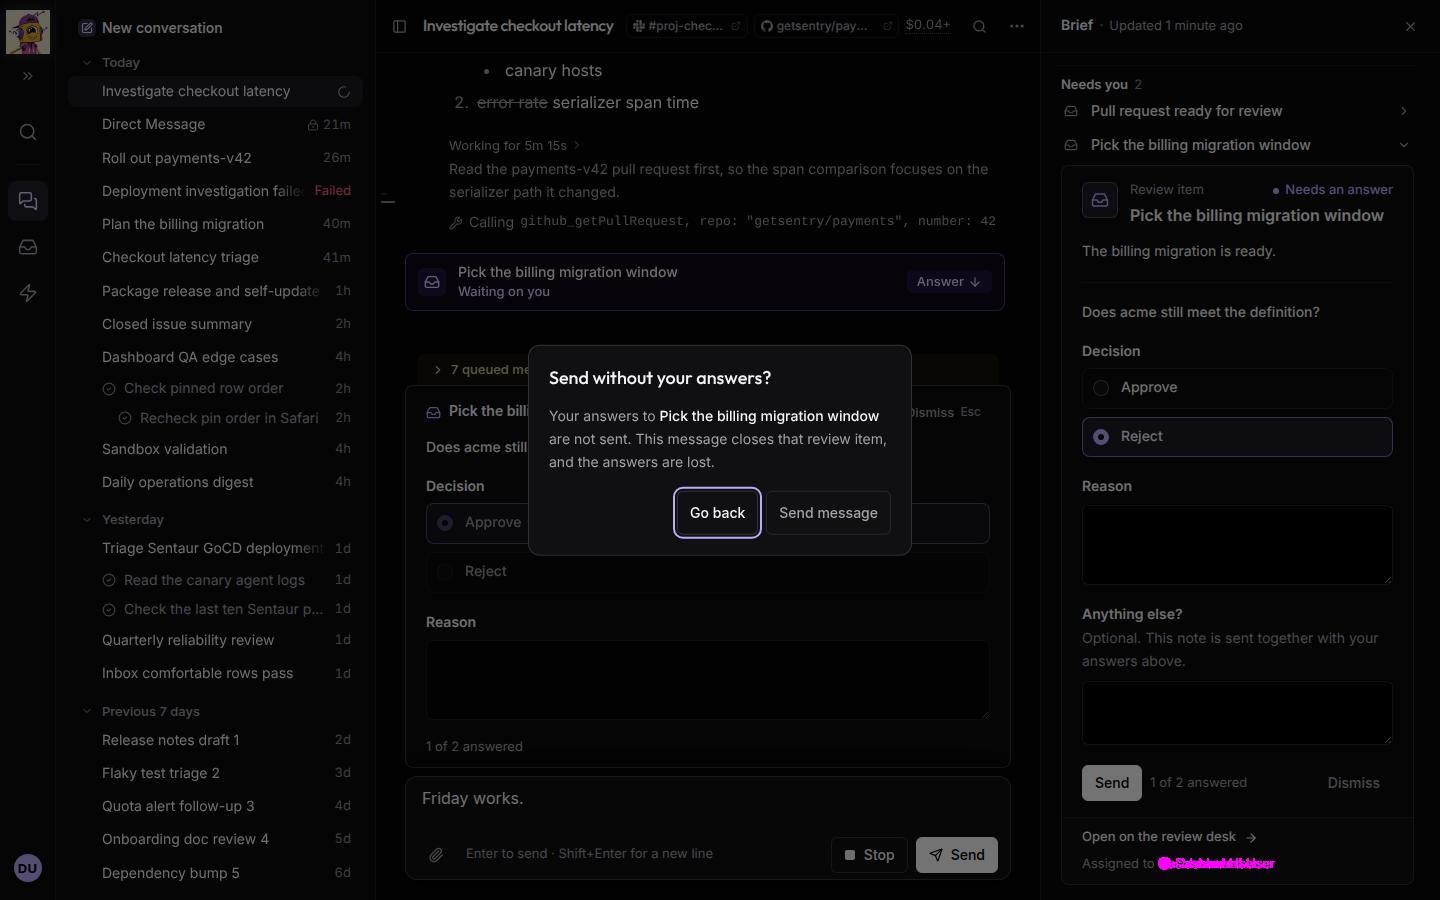 New conversation
Today
Investigate checkout latency
Direct Message 21m
Roll out payments-v42 26m
Deployment investigation faile Failed
Plan the billing migration 40m
Checkout latency triage 41m
Package release and self-update 1h
Closed issue summary 2h
Dashboard QA edge cases 4h
Check pinned row order 2h
Recheck pin order in Safari 2h
Sandbox validation 4h
Daily operations digest 4h
Yesterday
Triage Sentaur GoCD deployment 1d
Read the canary agent logs 1d
Check the last ten Sentaur p... 1d
Quarterly reliability review 1d
Inbox comfortable rows pass 1d
Previous 7 days
Release notes draft 1 2d
Flaky test triage 2 3d
Quota alert follow-up 3 4d
Onboarding doc review 4 5d
Dependency bump 5 6d
DU
Investigate checkout latency #proj-chec... getsentry/pay... $0.04+
canary hosts
2. error rate serializer span time
Working for 5m 15s
Read the payments-v42 pull request first, so the span comparison focuses on the
serializer path it changed.
Calling github_getPullRequest, repo: "getsentry/payments", number: 42
Pick the billing migration window
Waiting on you
Answer
7 queued me
Pick the billi
Dismiss Esc
Does acme still
Decision
Approve
Reject
Reason
1 of 2 answered
Send without your answers?
Your answers to Pick the billing migration window
are not sent. This message closes that review item,
and the answers are lost.
Go back Send message
Friday works.
Enter to send · Shift+Enter for a new line
Stop Send
Brief · Updated 1 minute ago
Needs you 2
Pull request ready for review
Pick the billing migration window
Review item Needs an answer
Pick the billing migration window
The billing migration is ready.
Does acme still meet the definition?
Decision
Approve
Reject
Reason
Anything else?
Optional. This note is sent together with your
answers above.
Send 1 of 2 answered Dismiss
Open on the review desk
Assigned to